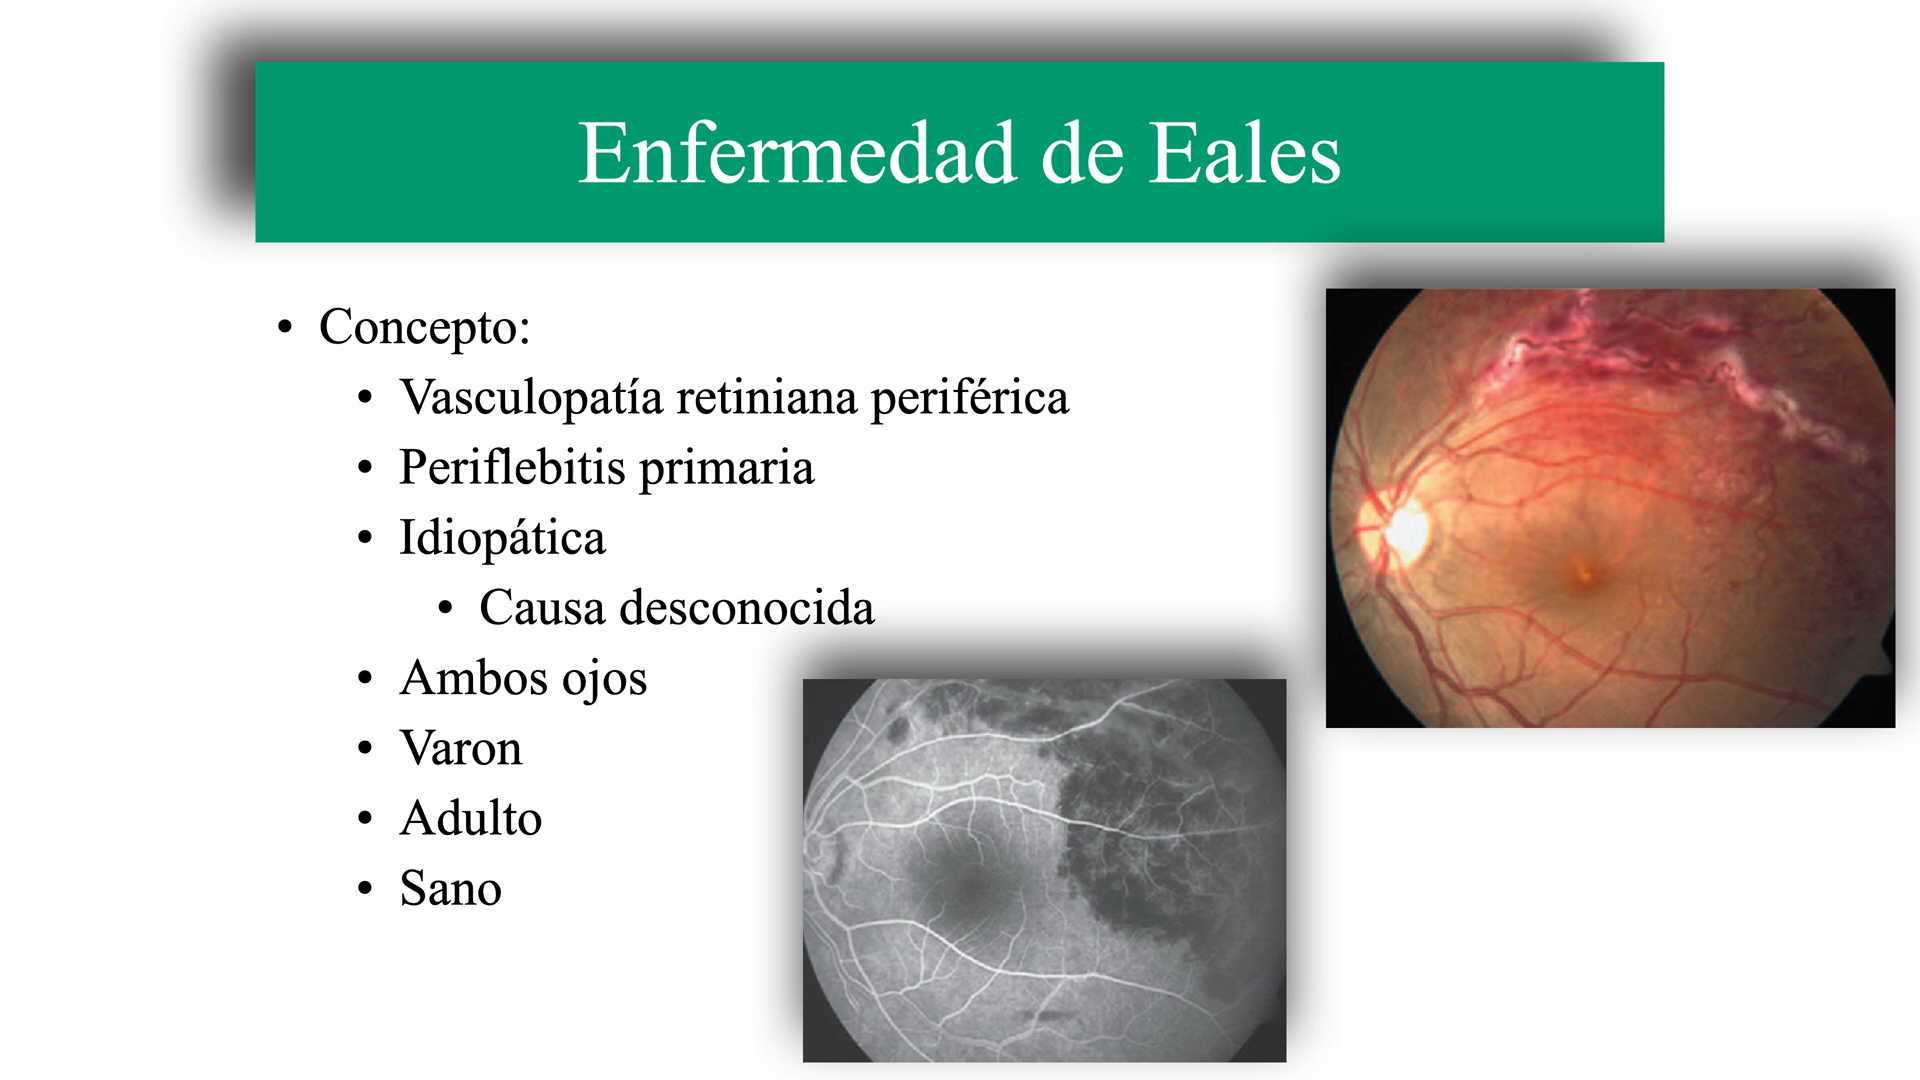 Enfermedad de Eales
• Concepto:
• Vasculopatía retiniana periférica
• Periflebitis primaria
• Idiopática
• Causa desconocida
• Ambos ojos
• Varon
• Adulto
• Sano